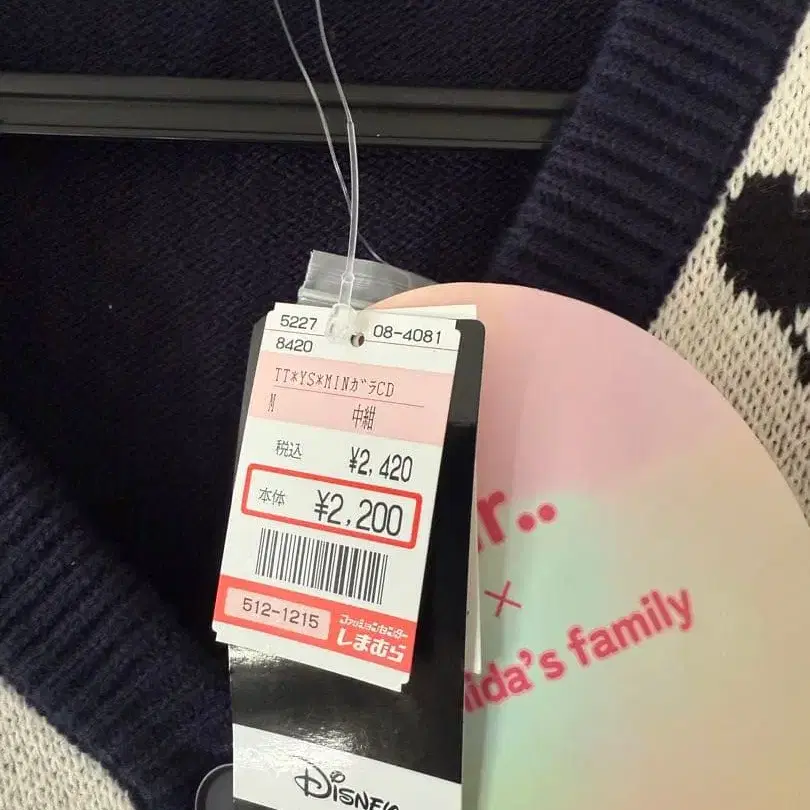 5227 08-4081
8420
TT*YS*MINガラCD
M 中紺
税込 ¥2,420
本体 ¥2,200
512-1215
ファッションセンター
しまむら
r..
×
ida's family
Disney